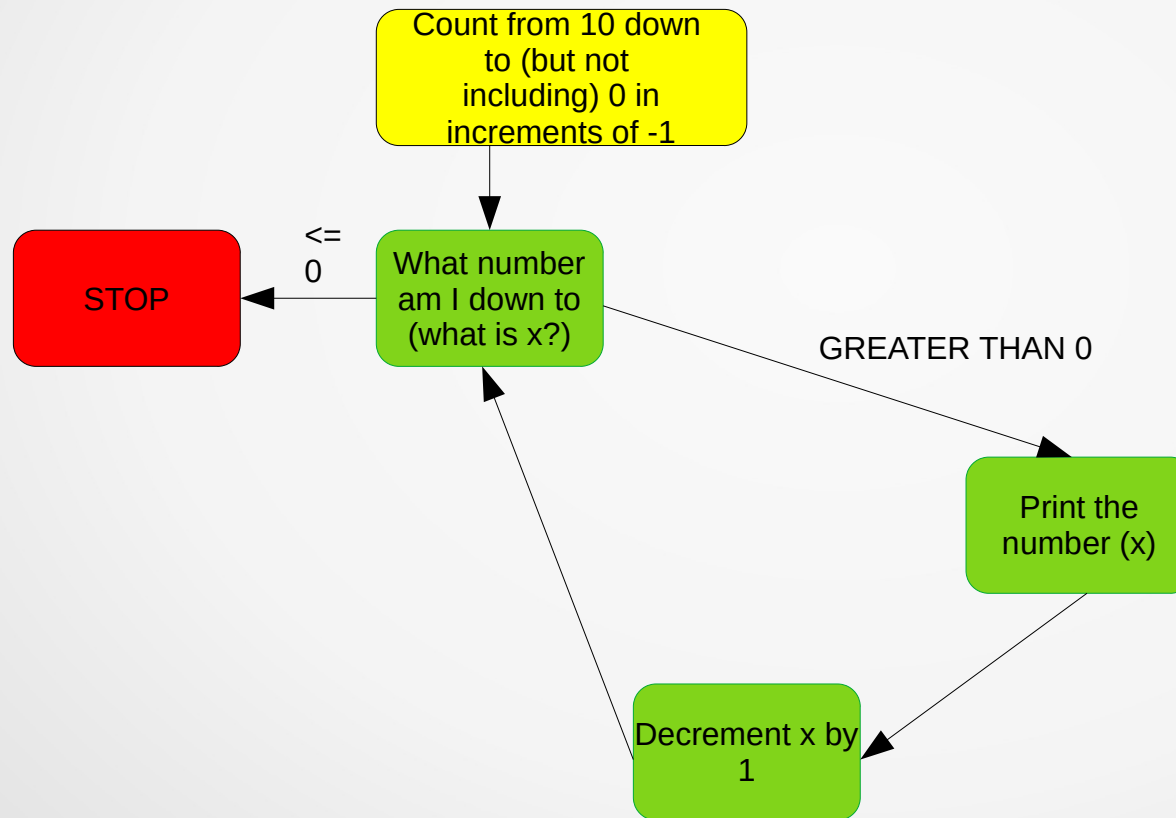 Count from 10 down
to (but not
including) 0 in
increments of -1
<=
0
STOP
What number
am I down to
(what is x?)
GREATER THAN 0
Print the
number (x)
Decrement x by
1